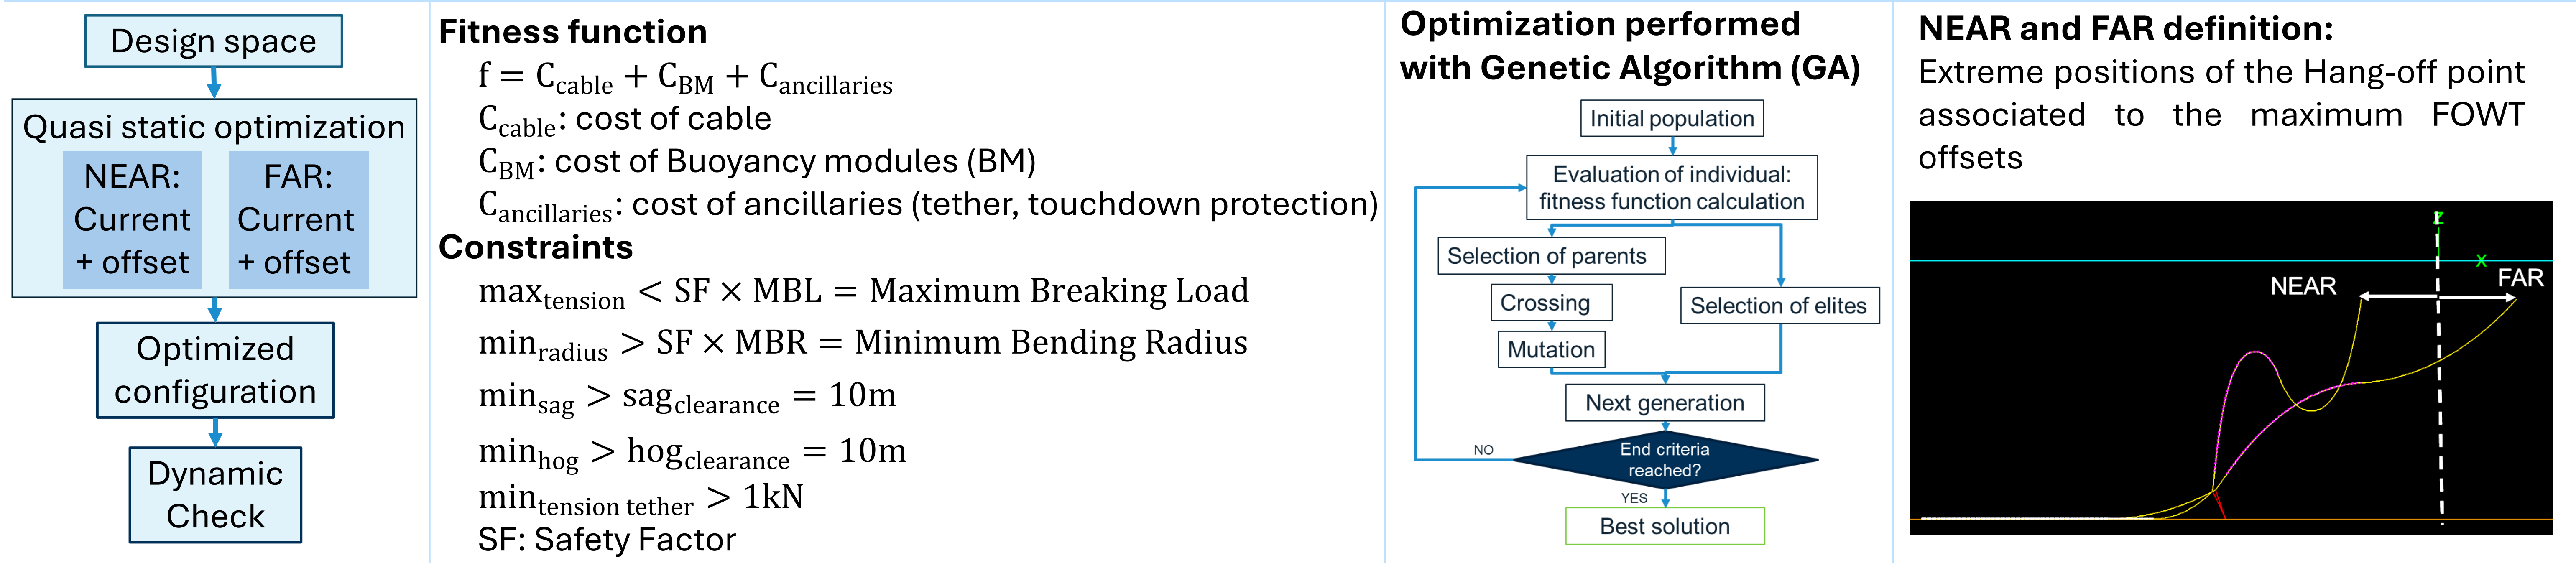 Design space
Quasi static optimization
NEAR:
Current
+ offset
FAR:
Current
+ offset
Optimized
configuration
Dynamic
Check
Fitness function
f = C_cable + C_BM + C_ancillaries
C_cable: cost of cable
C_BM: cost of Buoyancy modules (BM)
C_ancillaries: cost of ancillaries (tether, touchdown protection)
Constraints
max_tension < SF × MBL = Maximum Breaking Load
min_radius > SF × MBR = Minimum Bending Radius
min_sag > sag_clearance = 10m
min_hog > hog_clearance = 10m
min_tension tether > 1kN
SF: Safety Factor
Optimization performed
with Genetic Algorithm (GA)
Initial population
Evaluation of individual:
fitness function calculation
Selection of parents
Crossing
Mutation
Selection of elites
Next generation
End criteria
reached?
NO
YES
Best solution
NEAR and FAR definition:
Extreme positions of the Hang-off point
associated to the maximum FOWT
offsets
Z
X
NEAR
FAR